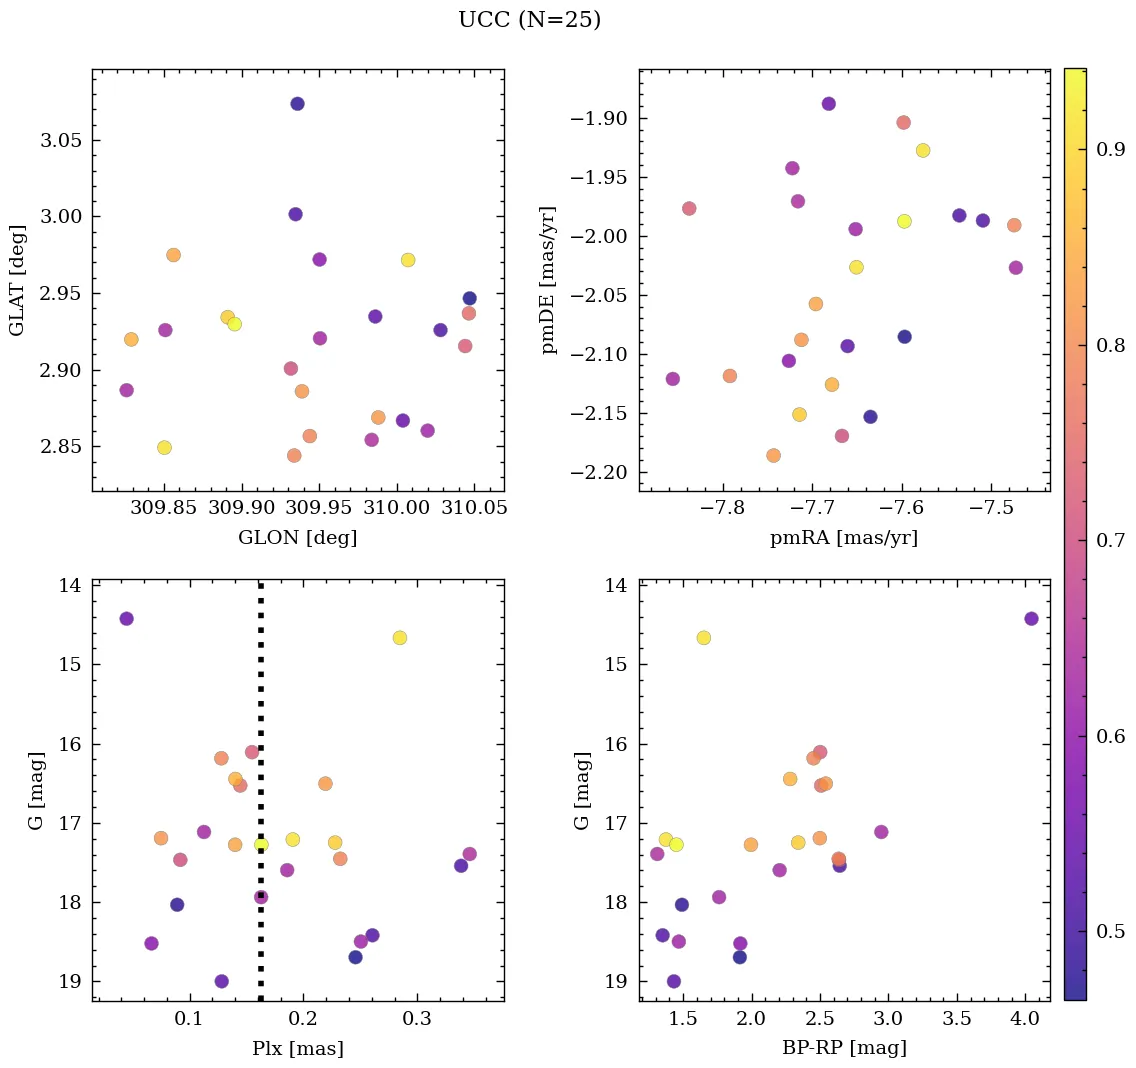 UCC (N=25)
3.05
3.00
2.95
2.90
2.85
GLAT [deg]
309.85 309.90 309.95 310.00 310.05
GLON [deg]
−1.90
−1.95
−2.00
−2.05
−2.10
−2.15
−2.20
pmDE [mas/yr]
−7.8 −7.7 −7.6 −7.5
pmRA [mas/yr]
0.9
0.8
0.7
0.6
0.5
14
15
16
17
18
19
G [mag]
0.1 0.2 0.3
Plx [mas]
14
15
16
17
18
19
G [mag]
1.5 2.0 2.5 3.0 3.5 4.0
BP-RP [mag]